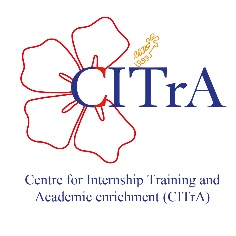 CITrA
Centre for Internship Training and
Academic enrichment (CITrA)